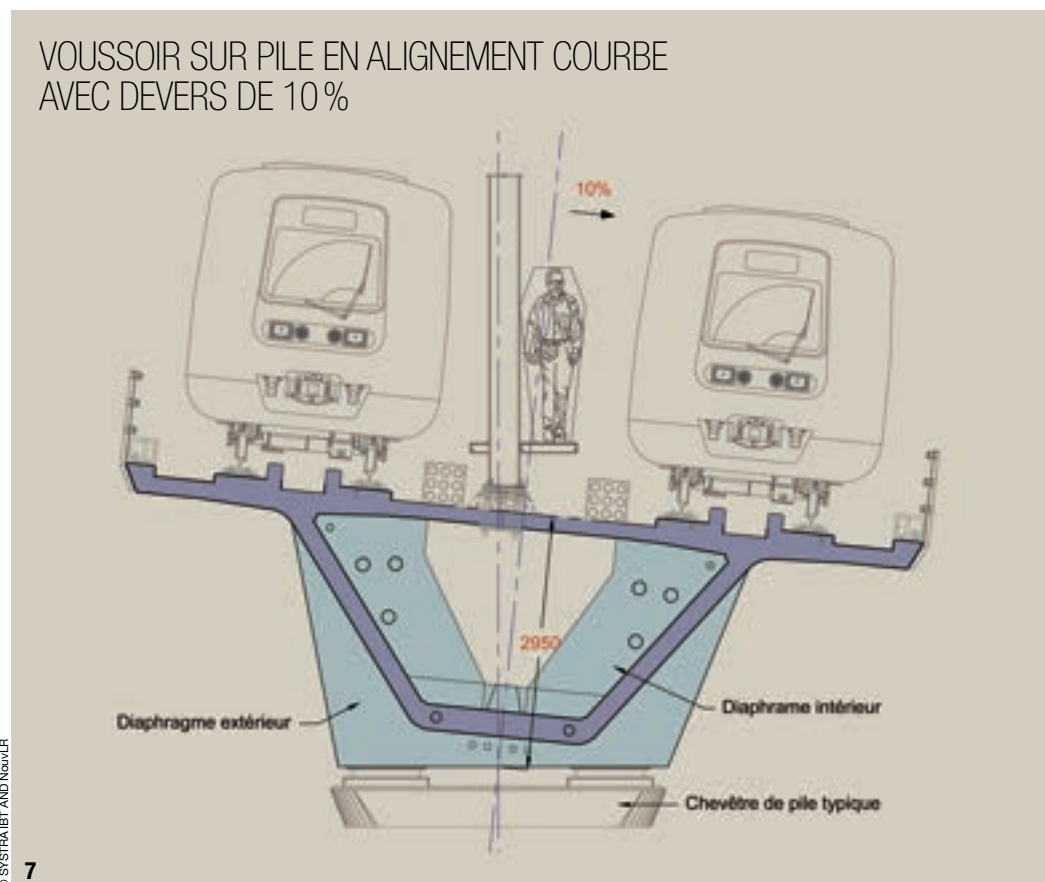 VOUSSOIR SUR PILE EN ALIGNEMENT COURBE
AVEC DEVERS DE 10 %
10%
2950
Diaphragme extérieur
Diaphrame intérieur
Chevêtre de pile typique
© SYSTRA IBT AND NouvLR
7